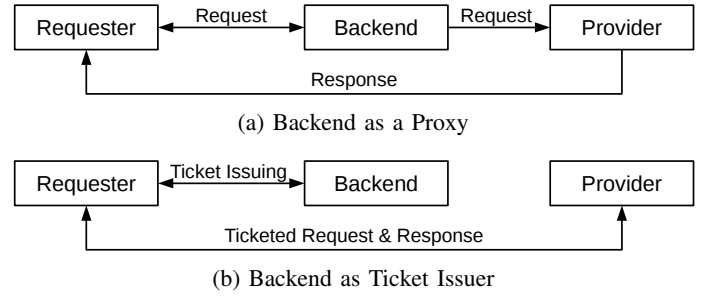 Requester Request Backend Request Provider
Response
(a) Backend as a Proxy
Requester Ticket Issuing Backend Provider
Ticketed Request & Response
(b) Backend as Ticket Issuer